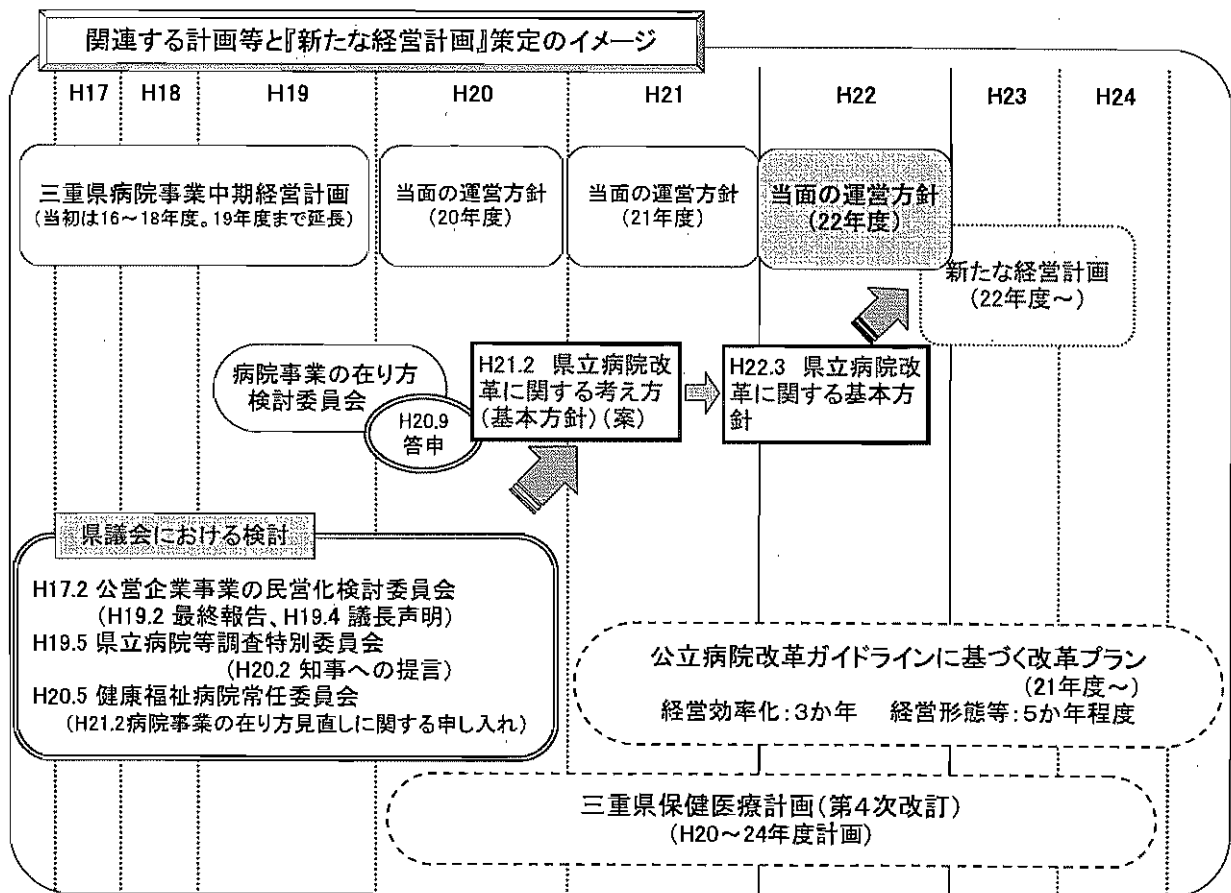 関連する計画等と『新たな経営計画』策定のイメージ
H17 H18 H19 H20 H21 H22 H23 H24
三重県病院事業中期経営計画
(当初は16～18年度。19年度まで延長)
当面の運営方針
(20年度)
当面の運営方針
(21年度)
当面の運営方針
(22年度)
新たな経営計画
(22年度～)
病院事業の在り方
検討委員会
H20.9
答申
H21.2 県立病院改
革に関する考え方
(基本方針)(案)
H22.3 県立病院改
革に関する基本方
針
県議会における検討
H17.2 公営企業事業の民営化検討委員会
(H19.2 最終報告、H19.4 議長声明)
H19.5 県立病院等調査特別委員会
(H20.2 知事への提言)
H20.5 健康福祉病院常任委員会
(H21.2病院事業の在り方見直しに関する申し入れ)
公立病院改革ガイドラインに基づく改革プラン
(21年度～)
経営効率化:3か年 経営形態等:5か年程度
三重県保健医療計画(第4次改訂)
(H20～24年度計画)